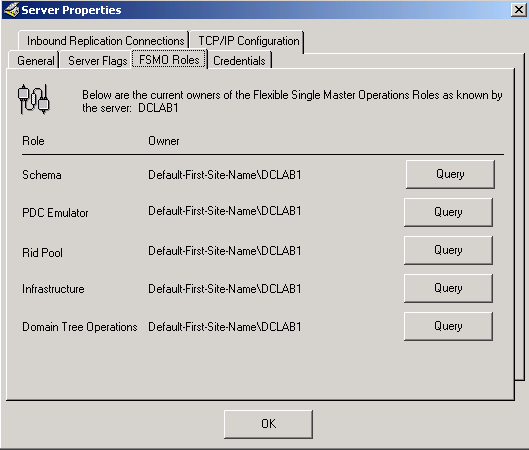 Server Properties
Inbound Replication Connections TCP/IP Configuration
General Server Flags FSMO Roles Credentials
Below are the current owners of the Flexible Single Master Operations Roles as known by
the server: DCLAB1
Role Owner
Schema Default-First-Site-Name\DCLAB1 Query
PDC Emulator Default-First-Site-Name\DCLAB1 Query
Rid Pool Default-First-Site-Name\DCLAB1 Query
Infrastructure Default-First-Site-Name\DCLAB1 Query
Domain Tree Operations Default-First-Site-Name\DCLAB1 Query
OK